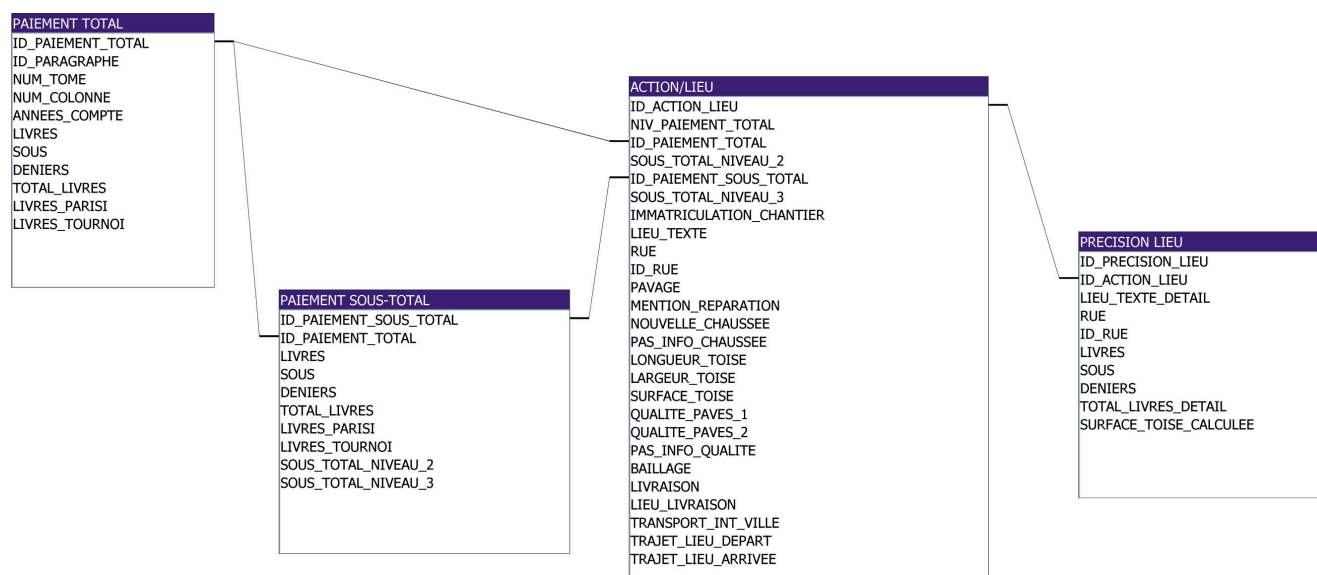 PAIEMENT TOTAL
ID_PAIEMENT_TOTAL
ID_PARAGRAPHE
NUM_TOME
NUM_COLONNE
ANNEES_COMPTE
LIVRES
SOUS
DENIERS
TOTAL_LIVRES
LIVRES_PARISI
LIVRES_TOURNOI
PAIEMENT SOUS-TOTAL
ID_PAIEMENT_SOUS_TOTAL
ID_PAIEMENT_TOTAL
LIVRES
SOUS
DENIERS
TOTAL_LIVRES
LIVRES_PARISI
LIVRES_TOURNOI
SOUS_TOTAL_NIVEAU_2
SOUS_TOTAL_NIVEAU_3
ACTION/LIEU
ID_ACTION_LIEU
NIV_PAIEMENT_TOTAL
ID_PAIEMENT_TOTAL
SOUS_TOTAL_NIVEAU_2
ID_PAIEMENT_SOUS_TOTAL
SOUS_TOTAL_NIVEAU_3
IMMATRICULATION_CHANTIER
LIEU_TEXTE
RUE
ID_RUE
PAVAGE
MENTION_REPARATION
NOUVELLE_CHAUSSEE
PAS_INFO_CHAUSSEE
LONGUEUR_TOISE
LARGEUR_TOISE
SURFACE_TOISE
QUALITE_PAVES_1
QUALITE_PAVES_2
PAS_INFO_QUALITE
BAILLAGE
LIVRAISON
LIEU_LIVRAISON
TRANSPORT_INT_VILLE
TRAJET_LIEU_DEPART
TRAJET_LIEU_ARRIVEE
PRECISION LIEU
ID_PRECISION_LIEU
ID_ACTION_LIEU
LIEU_TEXTE_DETAIL
RUE
ID_RUE
LIVRES
SOUS
DENIERS
TOTAL_LIVRES_DETAIL
SURFACE_TOISE_CALCULEE